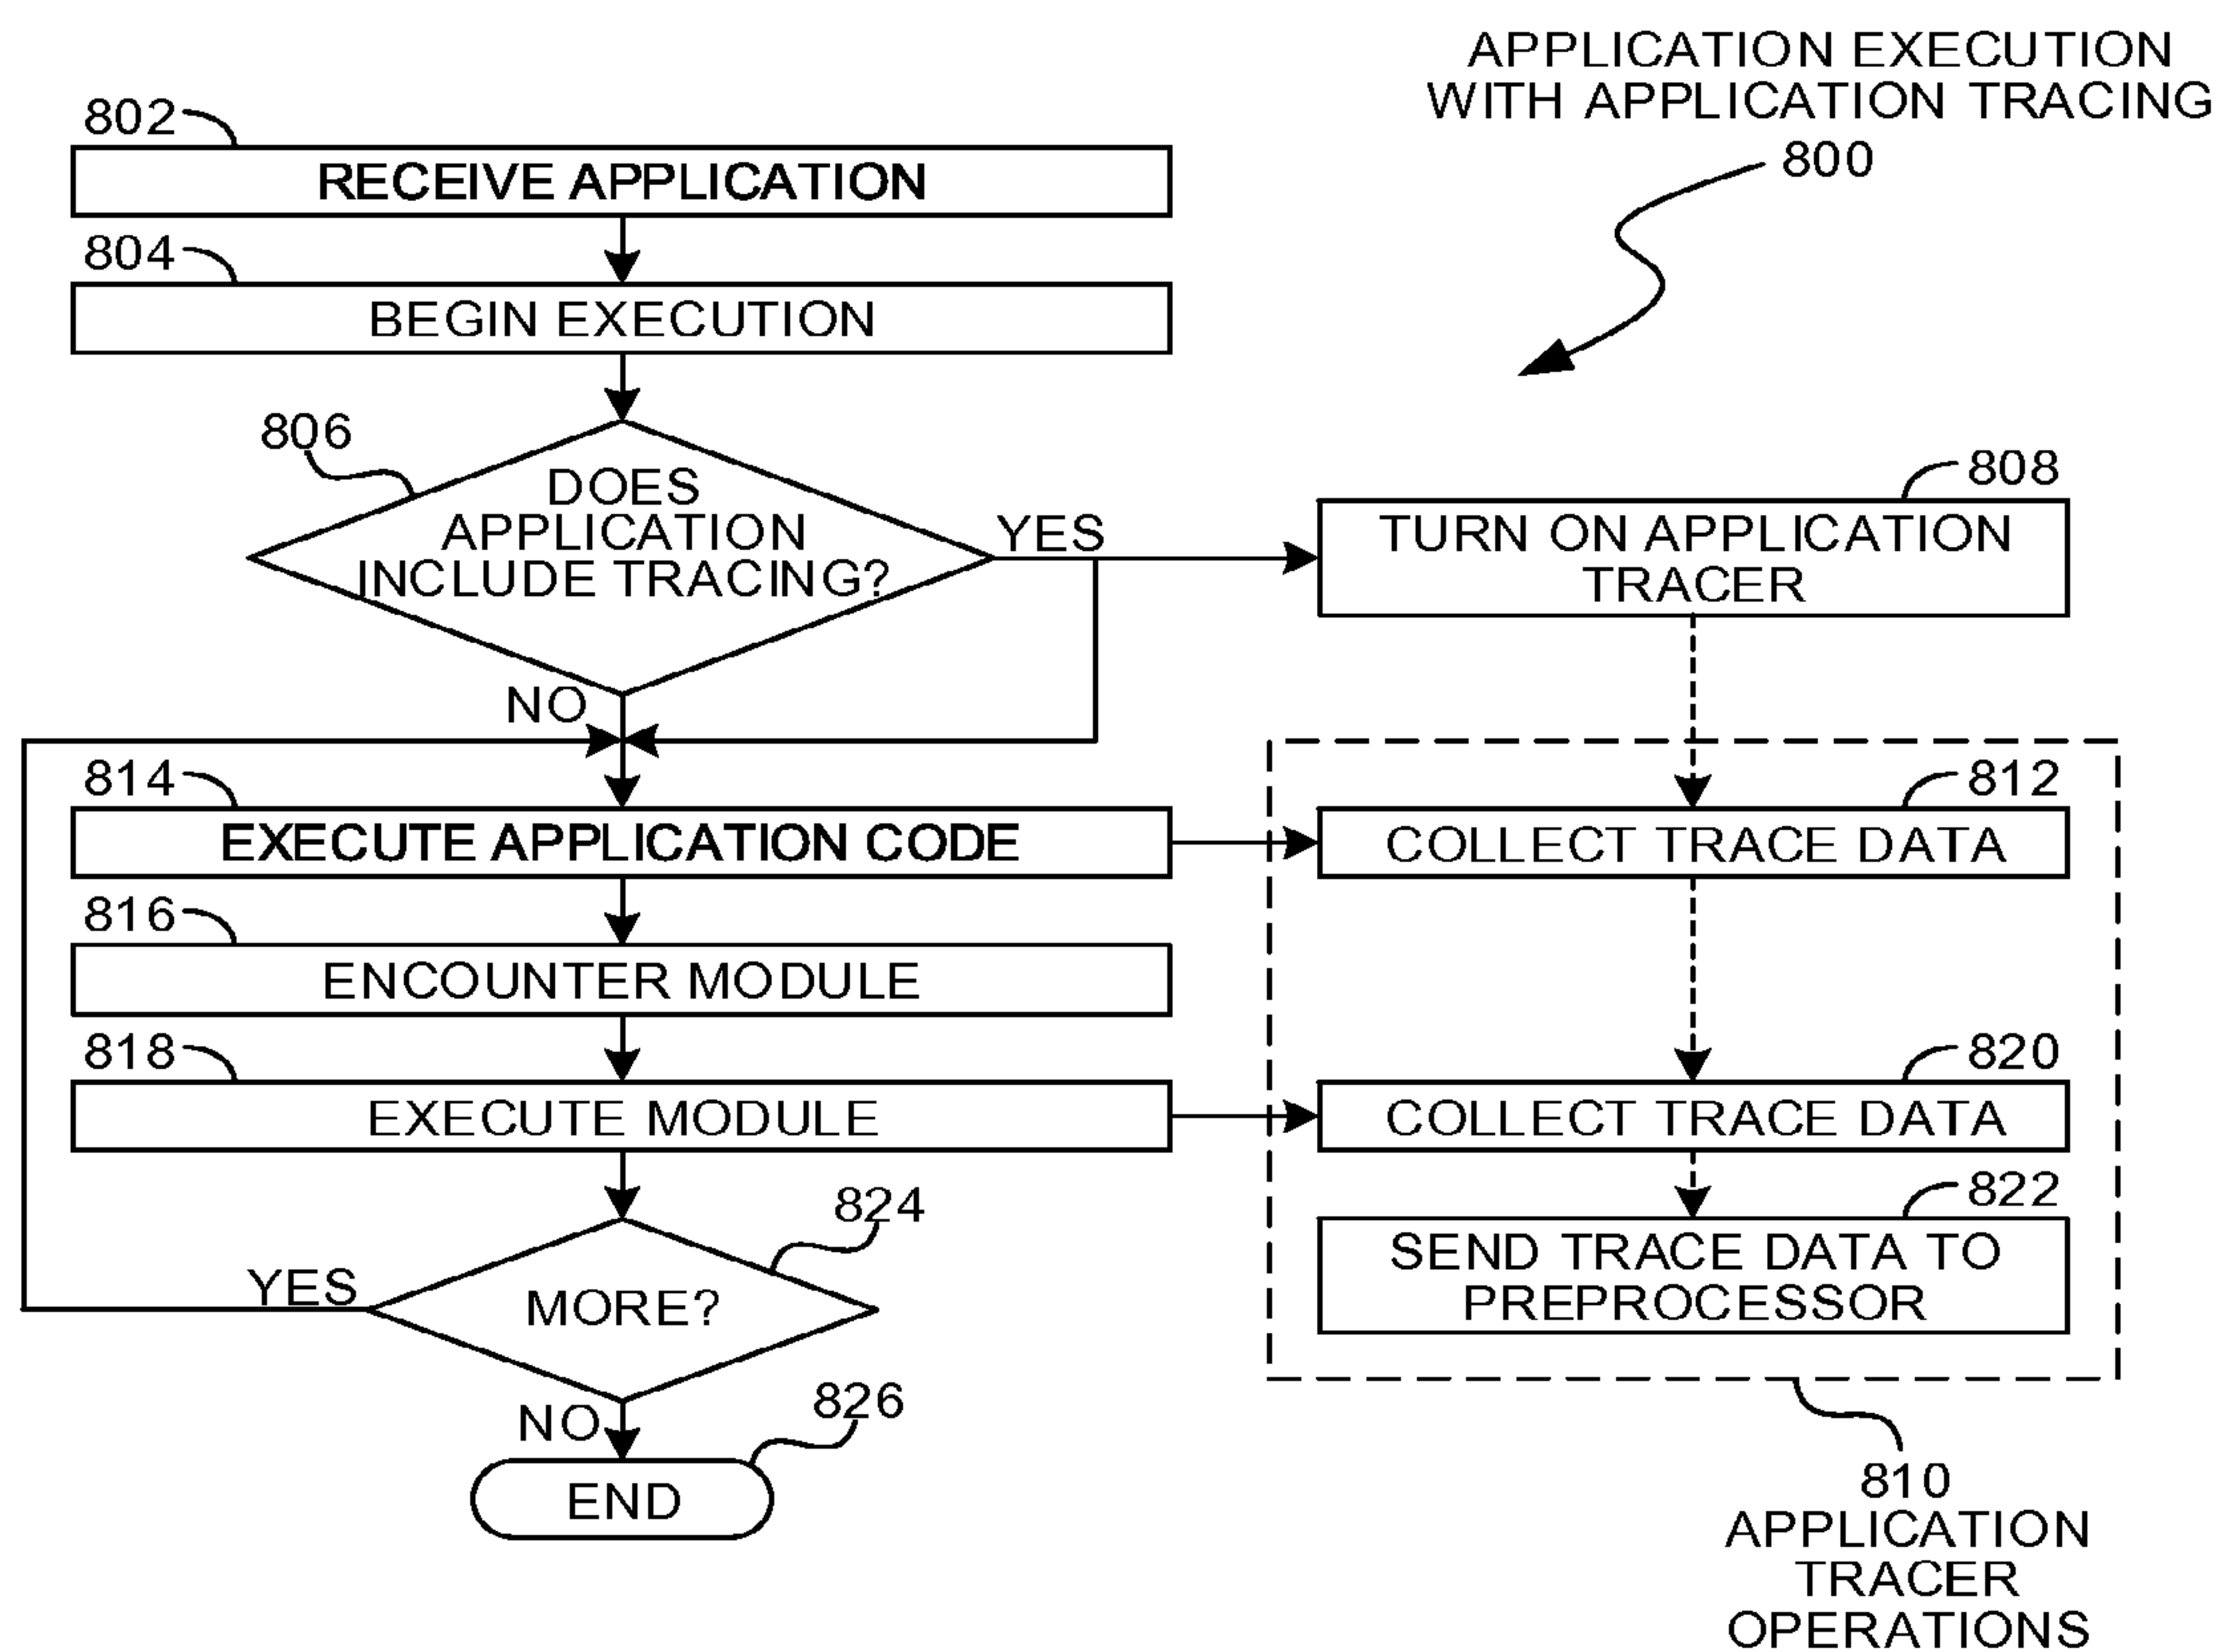 APPLICATION EXECUTION
WITH APPLICATION TRACING
800
802
RECEIVE APPLICATION
804
BEGIN EXECUTION
806
DOES
APPLICATION
INCLUDE TRACING?
YES
NO
808
TURN ON APPLICATION
TRACER
814
EXECUTE APPLICATION CODE
812
COLLECT TRACE DATA
816
ENCOUNTER MODULE
818
EXECUTE MODULE
820
COLLECT TRACE DATA
822
SEND TRACE DATA TO
PREPROCESSOR
824
MORE?
YES
NO
826
END
810
APPLICATION
TRACER
OPERATIONS